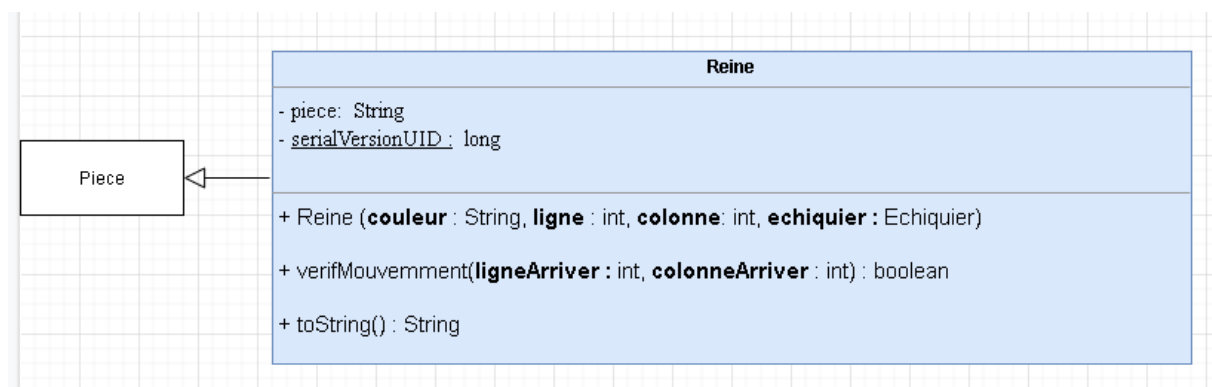 Reine
- piece: String
- serialVersionUID : long
Piece
+ Reine (couleur : String, ligne : int, colonne: int, echiquier : Echiquier)
+ verifMouvemment(ligneArriver : int, colonneArriver : int) : boolean
+ toString() : String